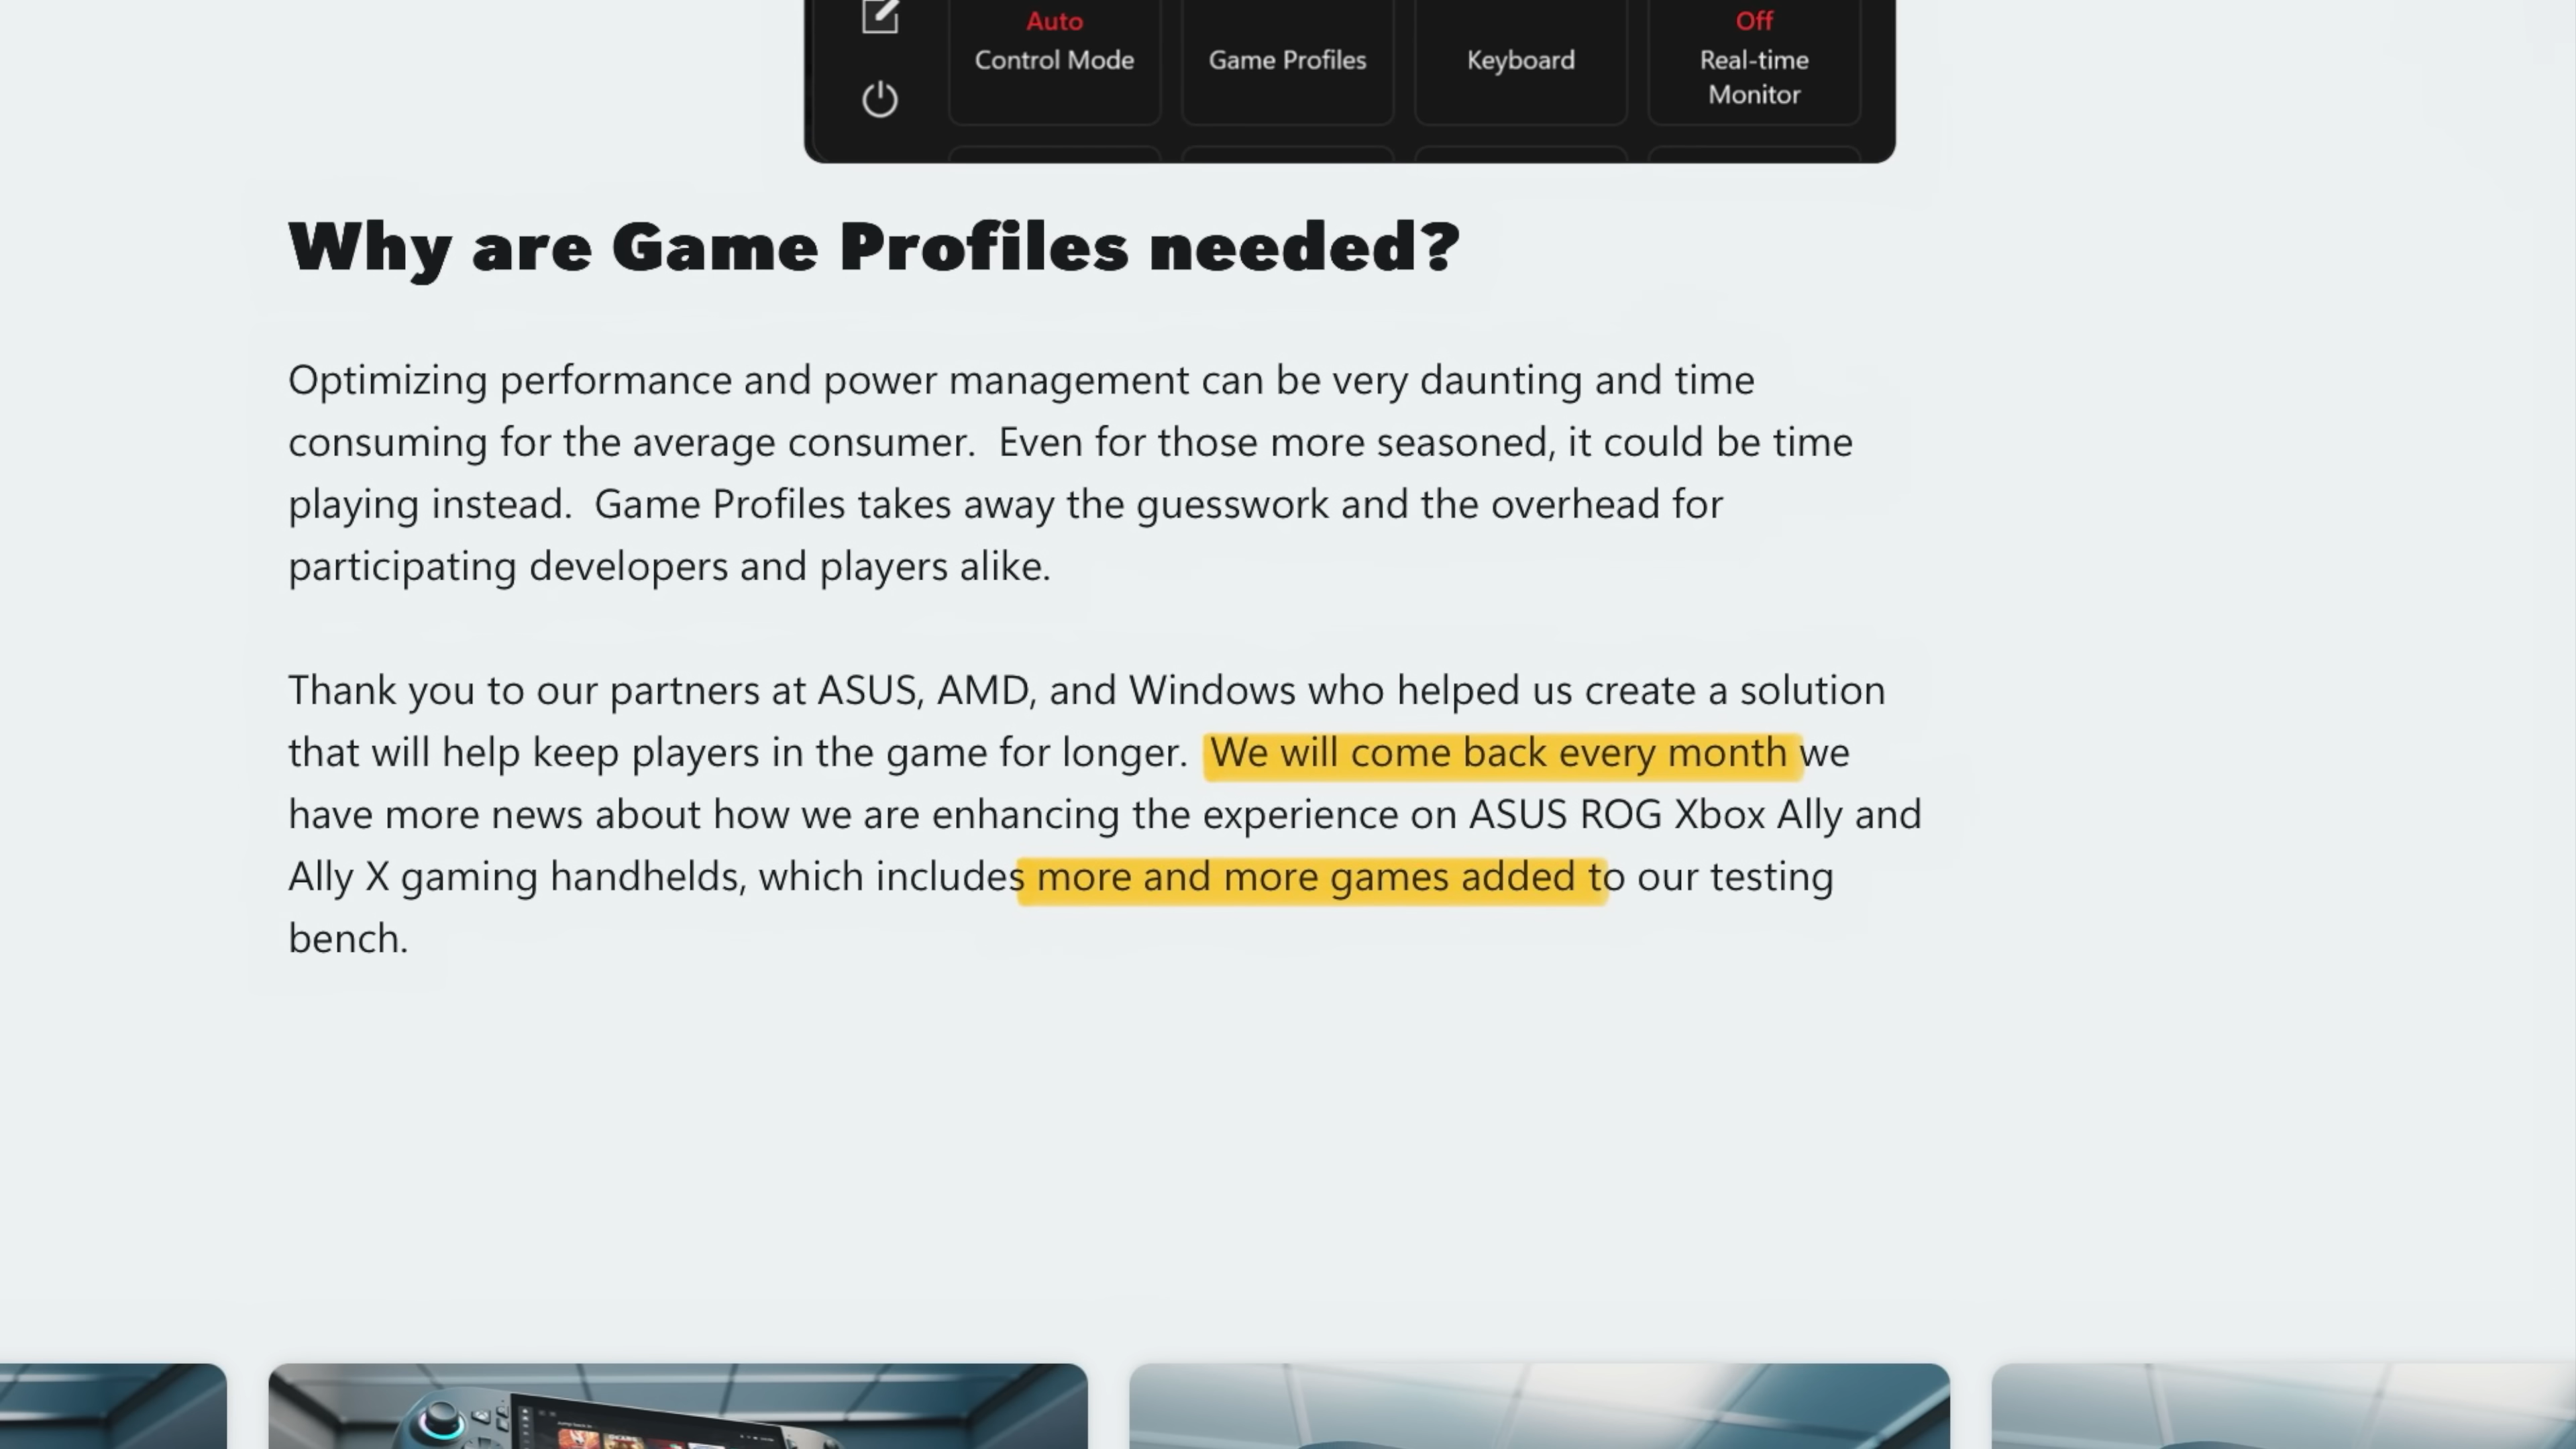 Auto
Control Mode
Game Profiles
Keyboard
Off
Real-time
Monitor
Why are Game Profiles needed?
Optimizing performance and power management can be very daunting and time
consuming for the average consumer.  Even for those more seasoned, it could be time
playing instead.  Game Profiles takes away the guesswork and the overhead for
participating developers and players alike.
Thank you to our partners at ASUS, AMD, and Windows who helped us create a solution
that will help keep players in the game for longer.  We will come back every month we
have more news about how we are enhancing the experience on ASUS ROG Xbox Ally and
Ally X gaming handhelds, which includes more and more games added to our testing
bench.